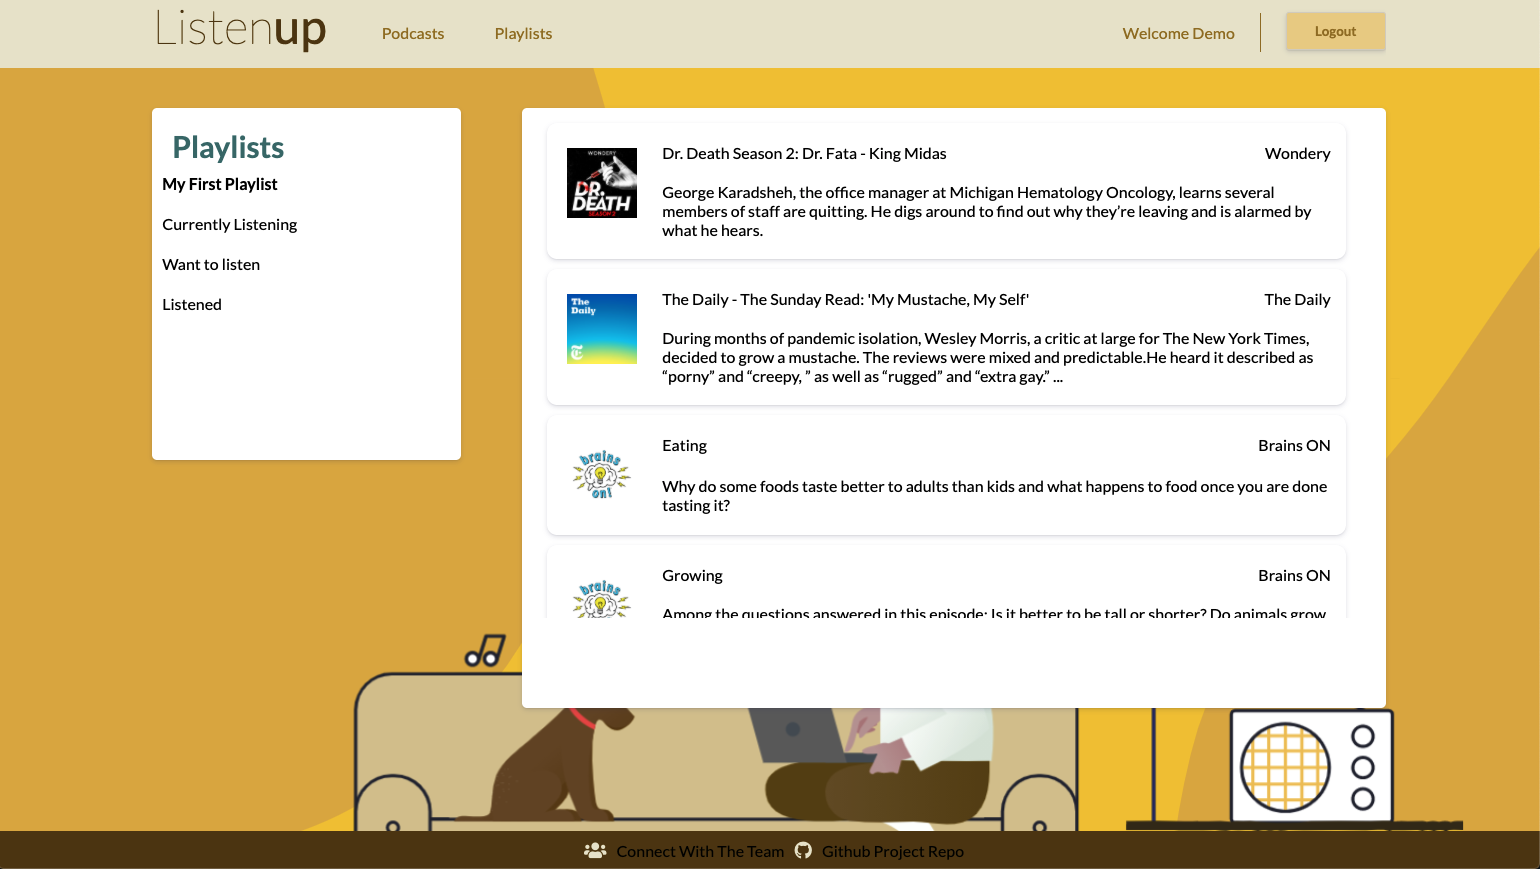 Listenup
Podcasts
Playlists
Welcome Demo
Logout
Playlists
My First Playlist
Currently Listening
Want to listen
Listened
WONDERY
DR.
DEATH
SEASON 2
Dr. Death Season 2: Dr. Fata - King Midas
Wondery
George Karadsheh, the office manager at Michigan Hematology Oncology, learns several
members of staff are quitting. He digs around to find out why they’re leaving and is alarmed by
what he hears.
The
Daily
T
The Daily - The Sunday Read: 'My Mustache, My Self'
The Daily
During months of pandemic isolation, Wesley Morris, a critic at large for The New York Times,
decided to grow a mustache. The reviews were mixed and predictable.He heard it described as
“porny” and “creepy, ” as well as “rugged” and “extra gay.” ...
brains
on!
Eating
Brains ON
Why do some foods taste better to adults than kids and what happens to food once you are done
tasting it?
brains
Growing
Brains ON
Among the questions answered in this episode: Is it better to be tall or shorter? Do animals grow
Connect With The Team
Github Project Repo